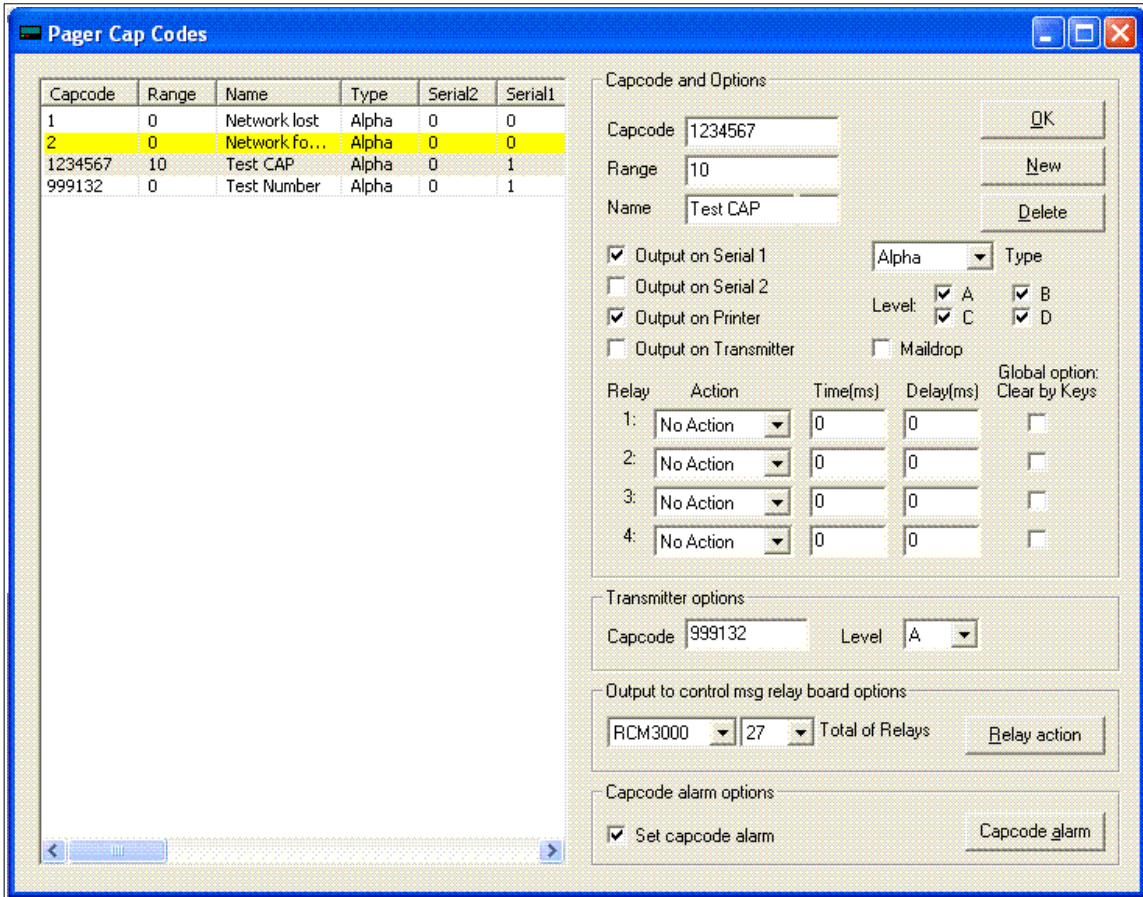 Pager Cap Codes
Capcode Range Name Type Serial2 Serial1
1 0 Network lost Alpha 0 0
2 0 Network fo... Alpha 0 0
1234567 10 Test CAP Alpha 0 1
999132 0 Test Number Alpha 0 1
Capcode and Options
Capcode 1234567
OK
Range 10
New
Name Test CAP
Delete
Output on Serial 1
Alpha Type
Output on Serial 2
Level: A B
C D
Output on Printer
Output on Transmitter
Maildrop
Global option:
Relay Action Time(ms) Delay(ms) Clear by Keys
1: No Action 0 0
2: No Action 0 0
3: No Action 0 0
4: No Action 0 0
Transmitter options
Capcode 999132 Level A
Output to control msg relay board options
RCM3000 27 Total of Relays Relay action
Capcode alarm options
Set capcode alarm Capcode alarm